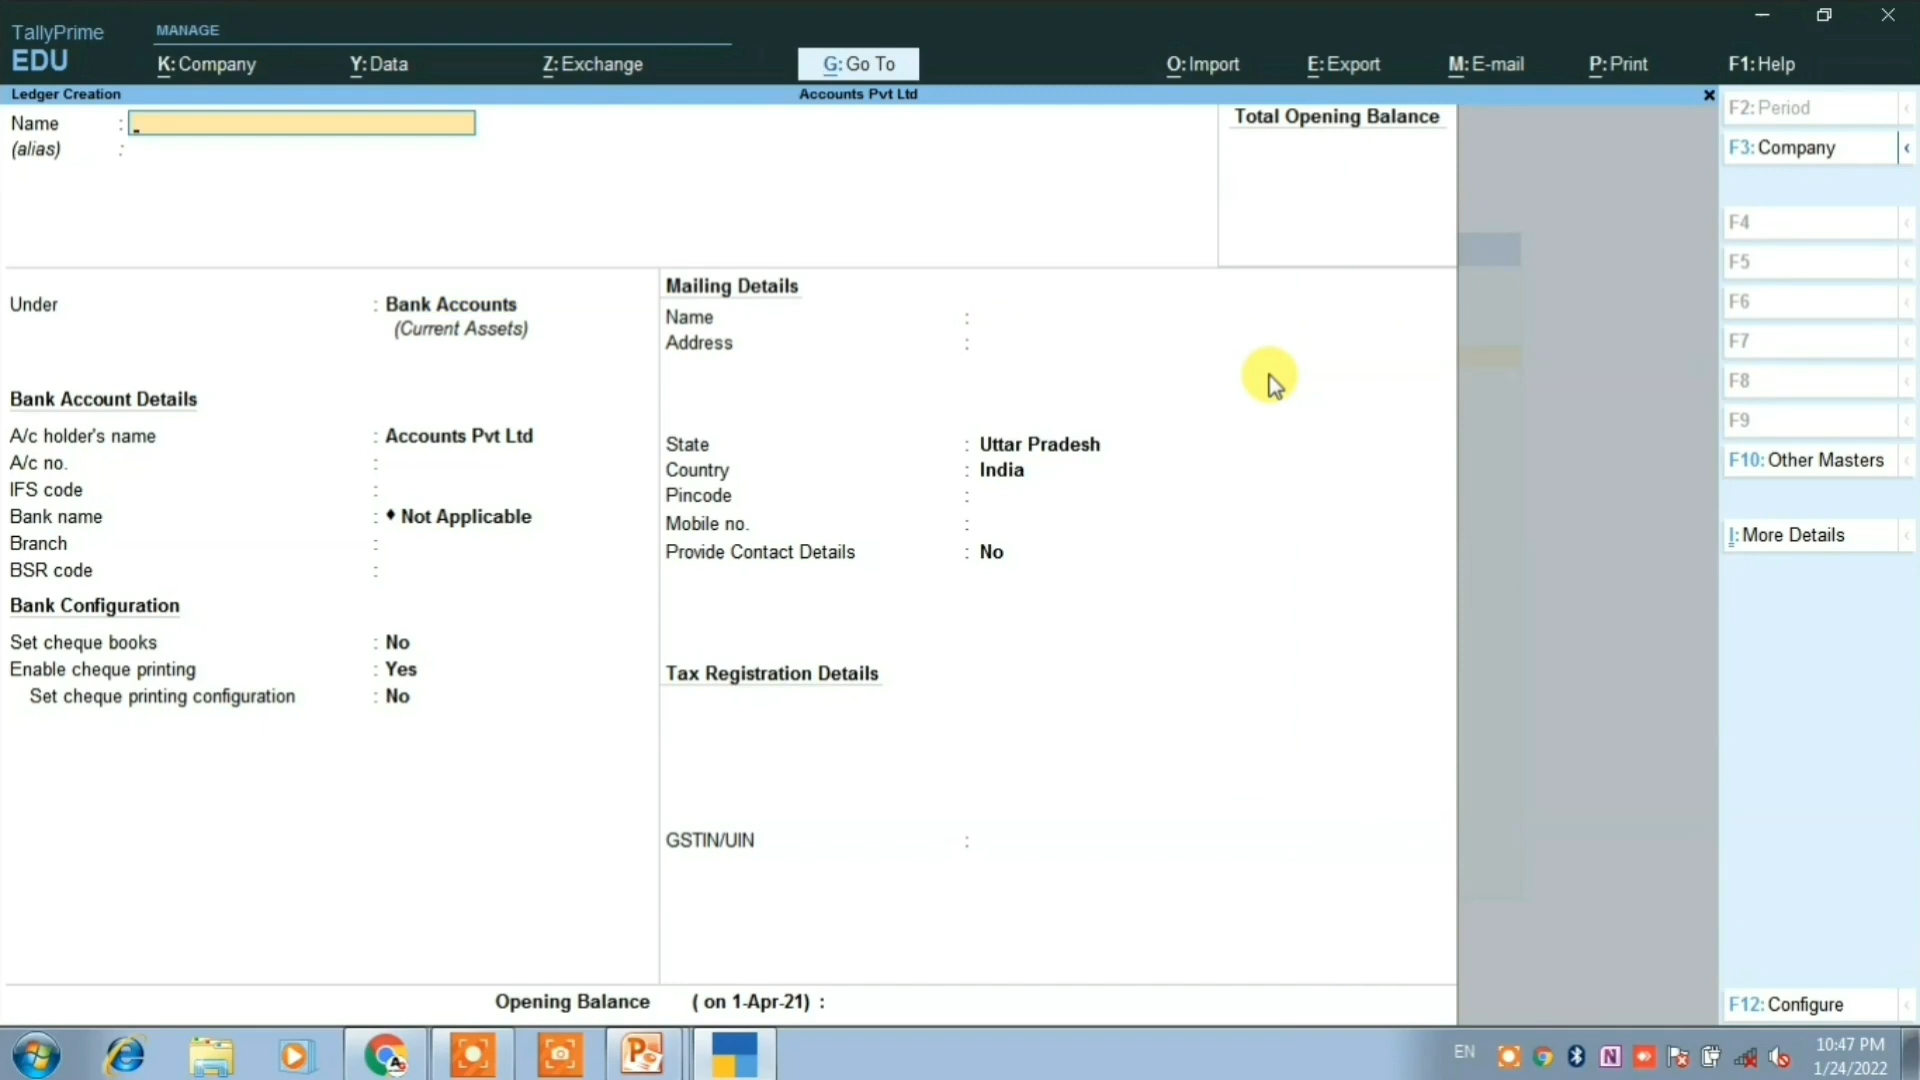 TallyPrime
EDU
MANAGE
K: Company
Y: Data
Z: Exchange
G: Go To
O: Import
E: Export
M: E-mail
P: Print
F1: Help
Ledger Creation
Accounts Pvt Ltd
Name :
(alias) :
Total Opening Balance
Under : Bank Accounts
(Current Assets)
Bank Account Details
A/c holder's name : Accounts Pvt Ltd
A/c no. :
IFS code :
Bank name : ♦ Not Applicable
Branch :
BSR code :
Bank Configuration
Set cheque books : No
Enable cheque printing : Yes
Set cheque printing configuration : No
Mailing Details
Name :
Address :
State : Uttar Pradesh
Country : India
Pincode :
Mobile no. :
Provide Contact Details : No
Tax Registration Details
GSTIN/UIN :
Opening Balance ( on 1-Apr-21) :
F2: Period
F3: Company
F4
F5
F6
F7
F8
F9
F10: Other Masters
I: More Details
F12: Configure
EN
10:47 PM
1/24/2022